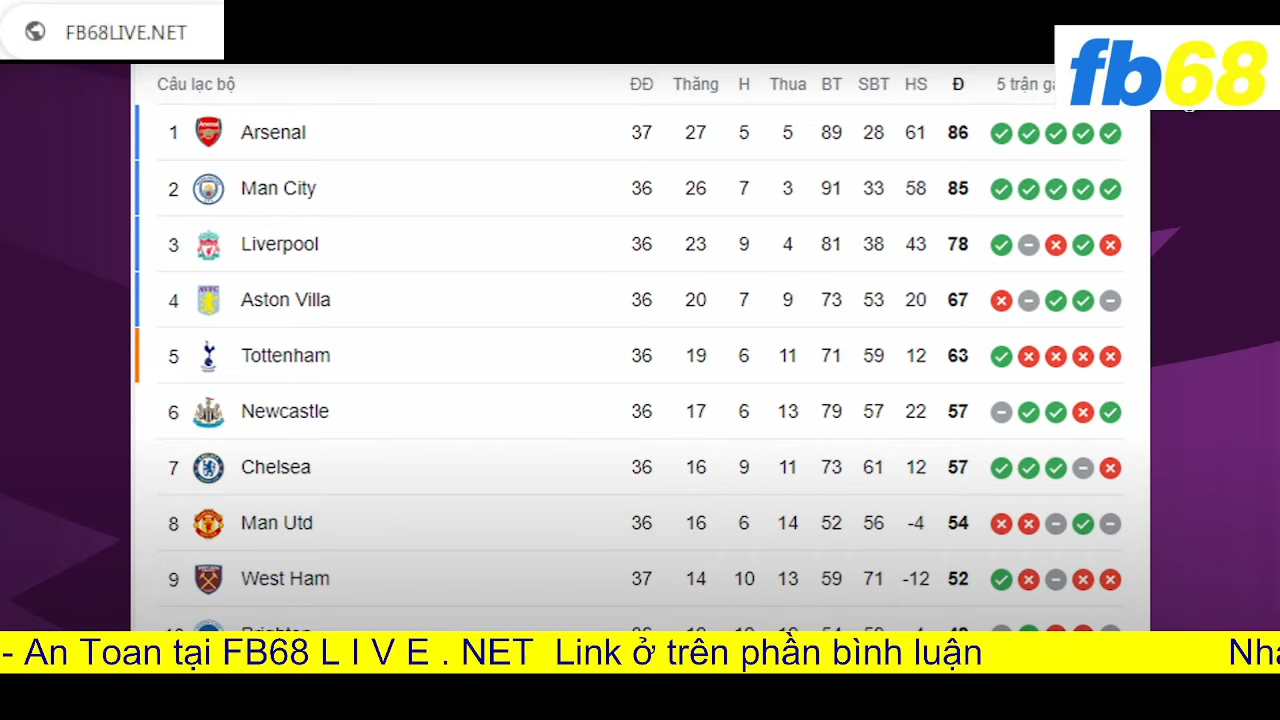 FB68LIVE.NET
fb68
Câu lạc bộ ĐĐ Thắng H Thua BT SBT HS Đ 5 trận
1 Arsenal 37 27 5 5 89 28 61 86
2 Man City 36 26 7 3 91 33 58 85
3 Liverpool 36 23 9 4 81 38 43 78
4 Aston Villa 36 20 7 9 73 53 20 67
5 Tottenham 36 19 6 11 71 59 12 63
6 Newcastle 36 17 6 13 79 57 22 57
7 Chelsea 36 16 9 11 73 61 12 57
8 Man Utd 36 16 6 14 52 56 -4 54
9 West Ham 37 14 10 13 59 71 -12 52
- An Toan tại FB68 L I V E . NET Link ở trên phần bình luận